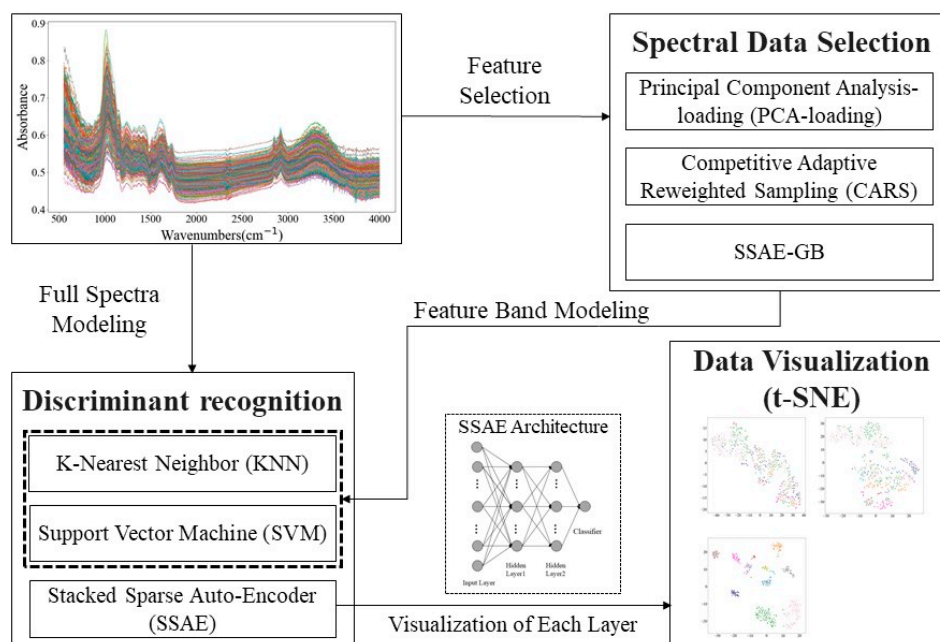 0.9
0.8
0.7
0.6
0.5
0.4
Absorbance
500 1000 1500 2000 2500 3000 3500 4000
Wavenumbers(cm⁻¹)
Feature
Selection
Spectral Data Selection
Principal Component Analysis-
loading (PCA-loading)
Competitive Adaptive
Reweighted Sampling (CARS)
SSAE-GB
Full Spectra
Modeling
Feature Band Modeling
Discriminant recognition
K-Nearest Neighbor (KNN)
Support Vector Machine (SVM)
Stacked Sparse Auto-Encoder
(SSAE)
SSAE Architecture
Classifier
Hidden
Layer1
Hidden
Layer2
Input Layer
Visualization of Each Layer
Data Visualization
(t-SNE)